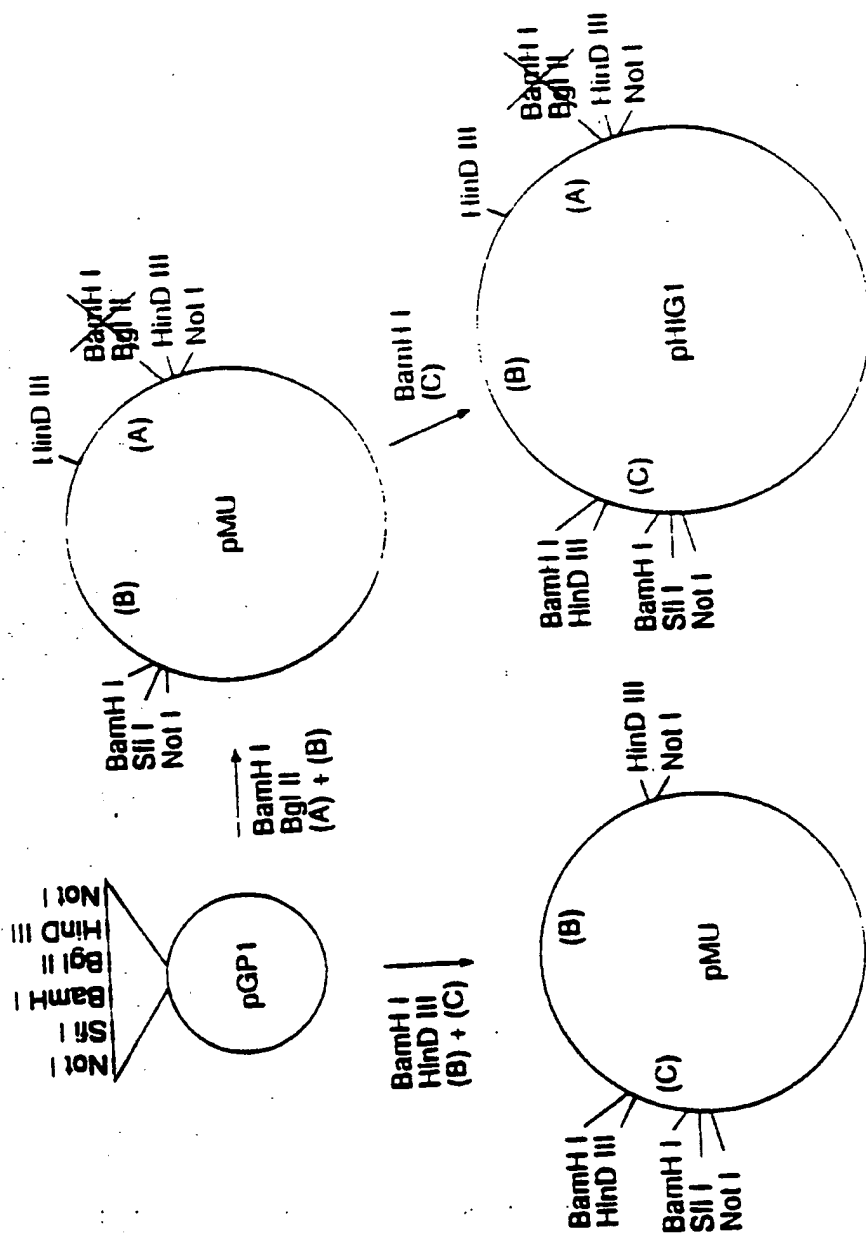 Not I
Sfi I
BamH I
Bgl II
HinD III
Not I
pGP1
BamH I
Bgl II
(A) + (B)
BamH I
Sfi I
Not I
(B)
HinD III
(A)
BamH I
Bgl II
HinD III
Not I
pMU
BamH I
HinD III
(B) + (C)
BamH I
(C)
BamH I
HinD III
(C)
BamH I
Sfi I
Not I
(B)
HinD III
Not I
pMU
BamH I
HinD III
(C)
BamH I
Sfi I
Not I
(B)
HinD III
(A)
BamH I
Bgl II
HinD III
Not I
pHIG1